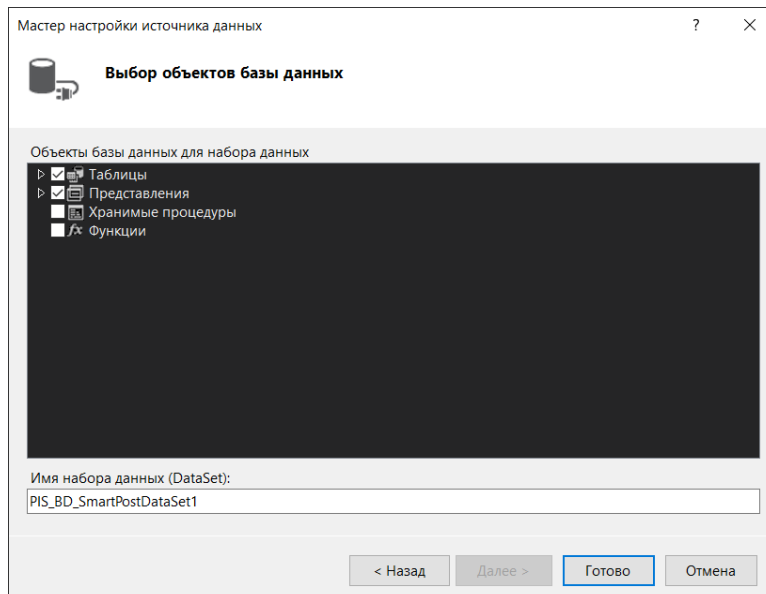 Мастер настройки источника данных
?
Выбор объектов базы данных
Объекты базы данных для набора данных
Таблицы
Представления
Хранимые процедуры
fx Функции
Имя набора данных (DataSet):
PIS_BD_SmartPostDataSet1
< Назад Далее > Готово Отмена